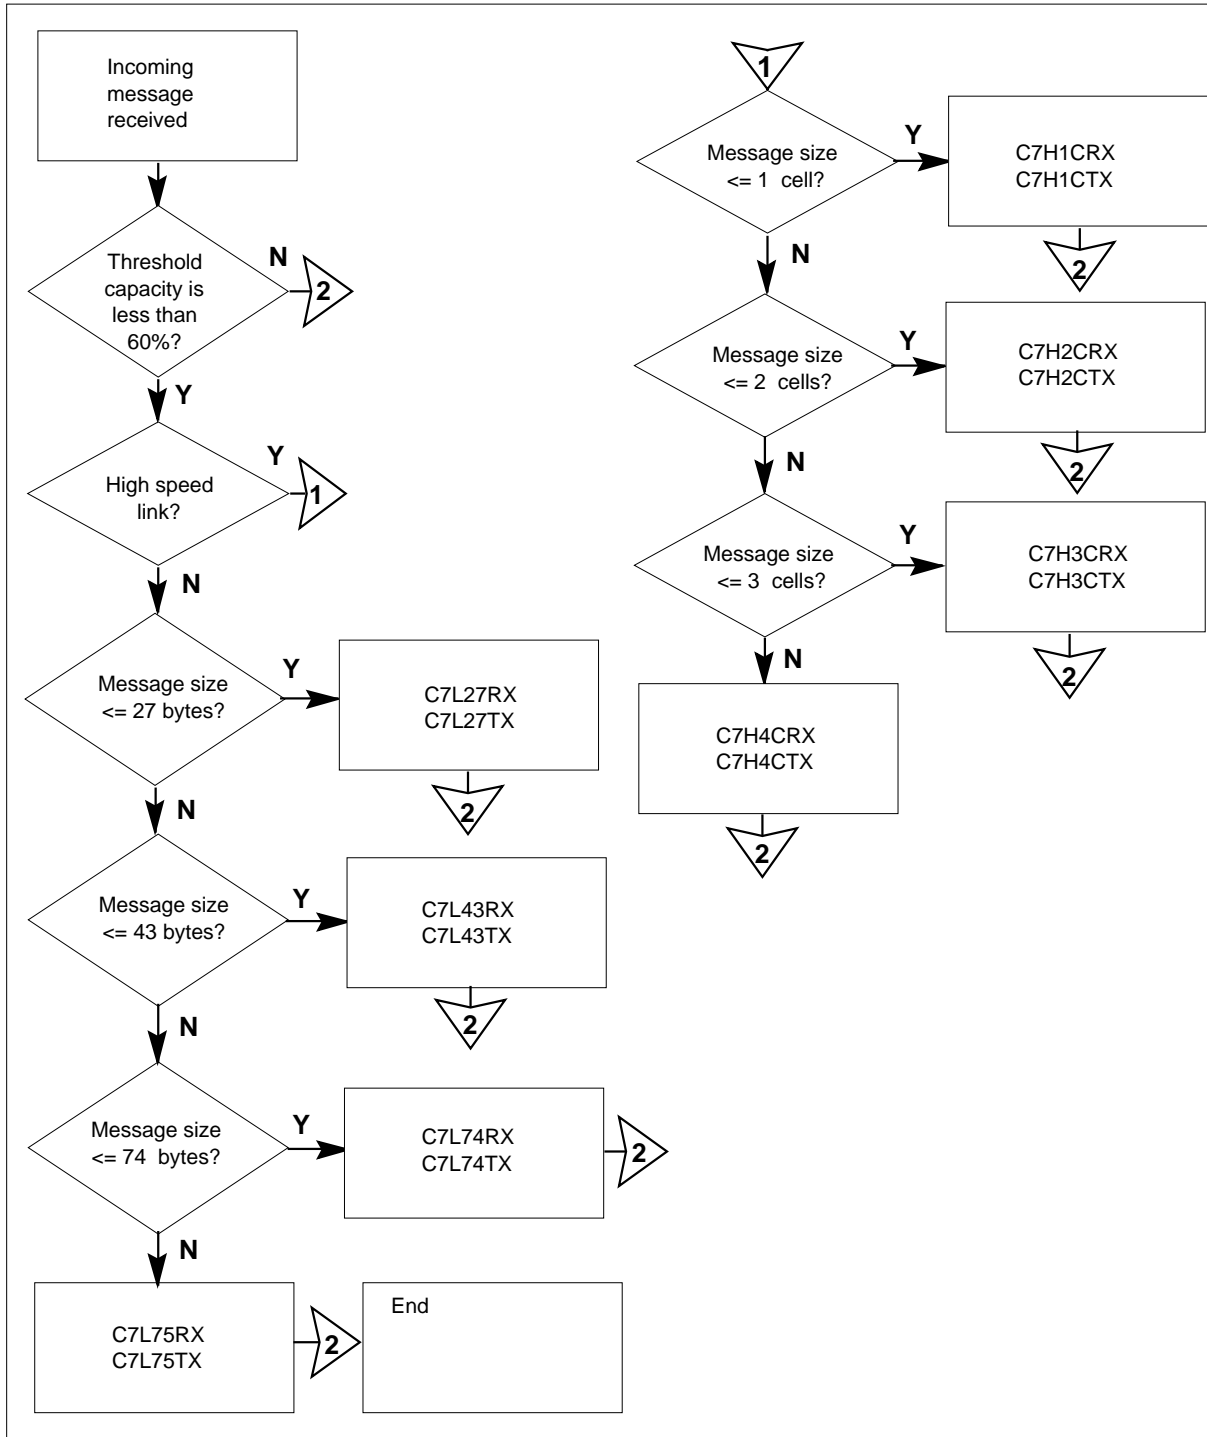 Incoming
message
received
Threshold
capacity is
less than
60%?
N
2
Y
High speed
link?
Y
1
N
Message size
<= 27 bytes?
Y
C7L27RX
C7L27TX
2
N
Message size
<= 43 bytes?
Y
C7L43RX
C7L43TX
2
N
Message size
<= 74 bytes?
Y
C7L74RX
C7L74TX
2
N
C7L75RX
C7L75TX
2
End
1
Message size
<= 1 cell?
Y
C7H1CRX
C7H1CTX
2
N
Message size
<= 2 cells?
Y
C7H2CRX
C7H2CTX
2
N
Message size
<= 3 cells?
Y
C7H3CRX
C7H3CTX
2
N
C7H4CRX
C7H4CTX
2